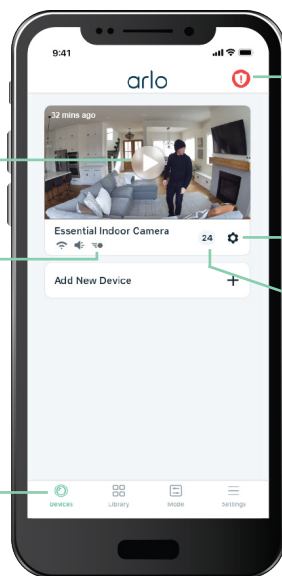 9:41
arlo
32 mins ago
Essential Indoor Camera
24
Add New Device
Devices
Library
Mode
Settings